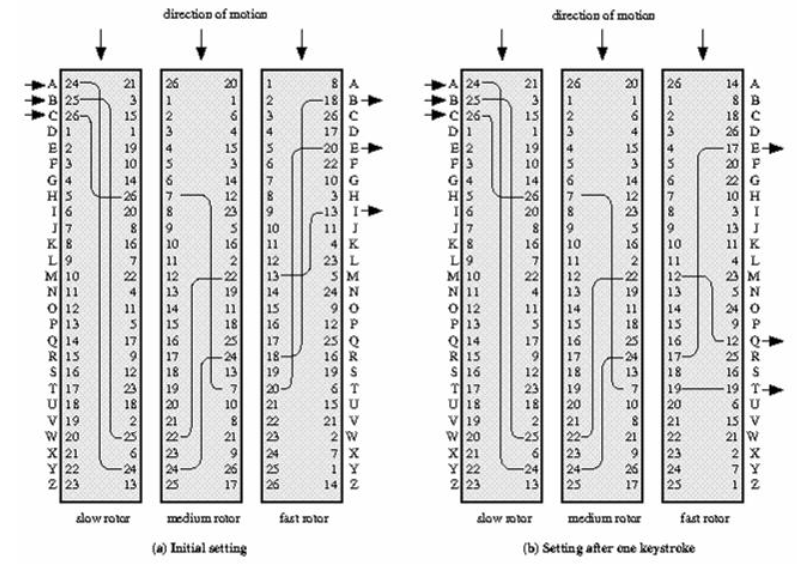 direction of motion direction of motion
A 24 21 26 20 1 8 A A 24 21 26 20 26 14 A
B 25 3 1 1 2 18 B B 25 3 1 1 1 8 B
C 26 15 2 6 3 26 C C 26 15 2 6 2 18 C
D 1 1 3 4 4 17 D D 1 1 3 4 3 26 D
E 2 19 4 15 5 20 E E 2 19 4 15 4 17 E
F 3 10 5 3 6 22 F F 3 10 5 3 5 20 F
G 4 14 6 14 7 10 G G 4 14 6 14 6 22 G
H 5 26 7 12 8 3 H H 5 26 7 12 7 10 H
I 6 20 8 23 9 13 I I 6 20 8 23 8 3 I
J 7 8 9 5 10 11 J J 7 8 9 5 9 13 J
K 8 16 10 16 11 4 K K 8 16 10 16 10 11 K
L 9 7 11 2 12 23 L L 9 7 11 2 11 4 L
M 10 22 12 22 13 5 M M 10 22 12 22 12 23 M
N 11 4 13 19 14 24 N N 11 4 13 19 13 5 N
O 12 11 14 11 15 9 O O 12 11 14 11 14 24 O
P 13 5 15 18 16 12 P P 13 5 15 18 15 9 P
Q 14 17 16 25 17 25 Q Q 14 17 16 25 16 12 Q
R 15 9 17 24 18 16 R R 15 9 17 24 17 25 R
S 16 12 18 13 19 19 S S 16 12 18 13 18 16 S
T 17 23 19 7 20 6 T T 17 23 19 7 19 19 T
U 18 18 20 10 21 15 U U 18 18 20 10 20 6 U
V 19 2 21 8 22 21 V V 19 2 21 8 21 15 V
W 20 25 22 21 23 2 W W 20 25 22 21 22 21 W
X 21 6 23 9 24 7 X X 21 6 23 9 23 2 X
Y 22 24 24 26 25 1 Y Y 22 24 24 26 24 7 Y
Z 23 13 25 17 26 14 Z Z 23 13 25 17 25 1 Z
slow rotor medium rotor fast rotor slow rotor medium rotor fast rotor
(a) Initial setting (b) Setting after one keystroke